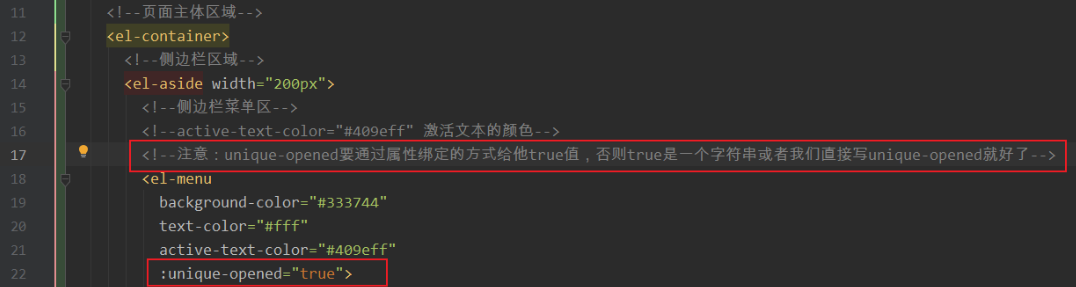 11 <!--页面主体区域-->
12 <el-container>
13 <!--侧边栏区域-->
14 <el-aside width="200px">
15 <!--侧边栏菜单区-->
16 <!--active-text-color="#409eff" 激活文本的颜色-->
17 <!--注意：unique-opened要通过属性绑定的方式给他true值，否则true是一个字符串或者我们直接写unique-opened就好了-->
18 <el-menu
19 background-color="#333744"
20 text-color="#fff"
21 active-text-color="#409eff"
22 :unique-opened="true">